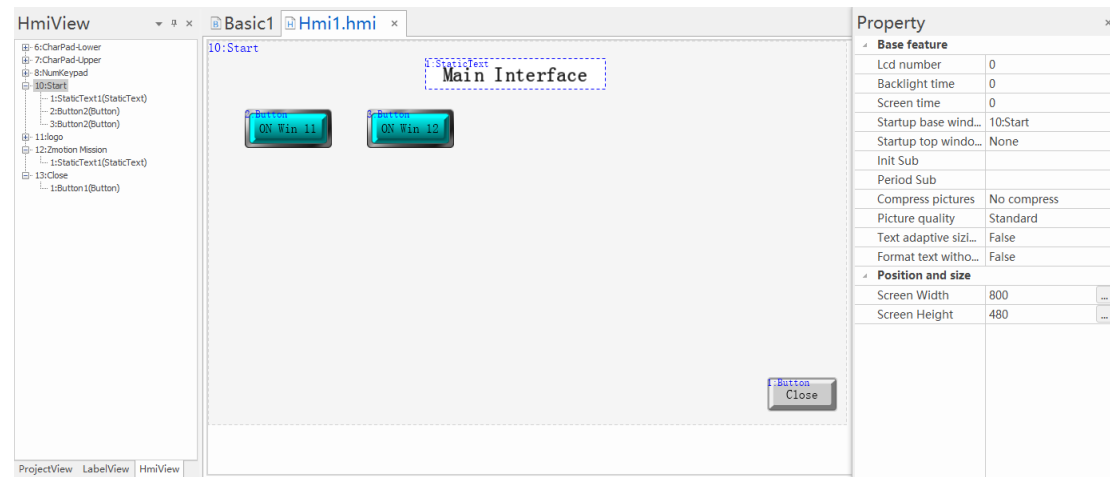 HmiView
6:CharPad-Lower
7:CharPad-Upper
8:NumKeypad
10:Start
1:StaticText1(StaticText)
2:Button2(Button)
3:Button2(Button)
11:logo
12:Zmotion Mission
1:StaticText1(StaticText)
13:Close
1:Button1(Button)
ProjectView LabelView HmiView
Basic1 Hmi1.hmi ×
10:Start
1:StaticText
Main Interface
2:Button
ON Win 11
3:Button
ON Win 12
1:Button
Close
Property
Base feature
Lcd number 0
Backlight time 0
Screen time 0
Startup base wind... 10:Start
Startup top windo... None
Init Sub
Period Sub
Compress pictures No compress
Picture quality Standard
Text adaptive sizi... False
Format text witho... False
Position and size
Screen Width 800 ...
Screen Height 480 ...